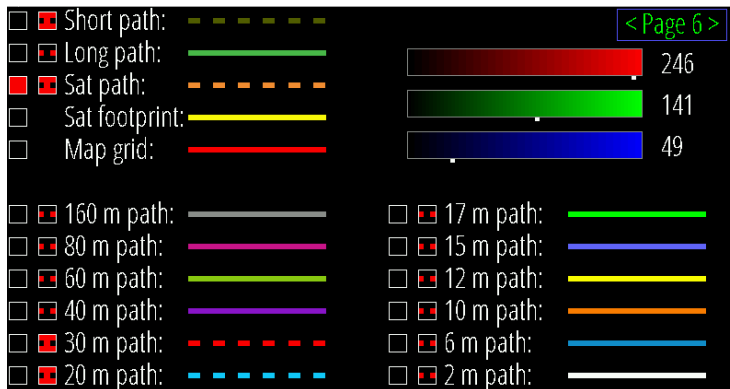 Short path:
< Page 6 >
Long path:
246
Sat path:
141
Sat footprint:
49
Map grid:
160 m path:
17 m path:
80 m path:
15 m path:
60 m path:
12 m path:
40 m path:
10 m path:
30 m path:
6 m path:
20 m path:
2 m path: